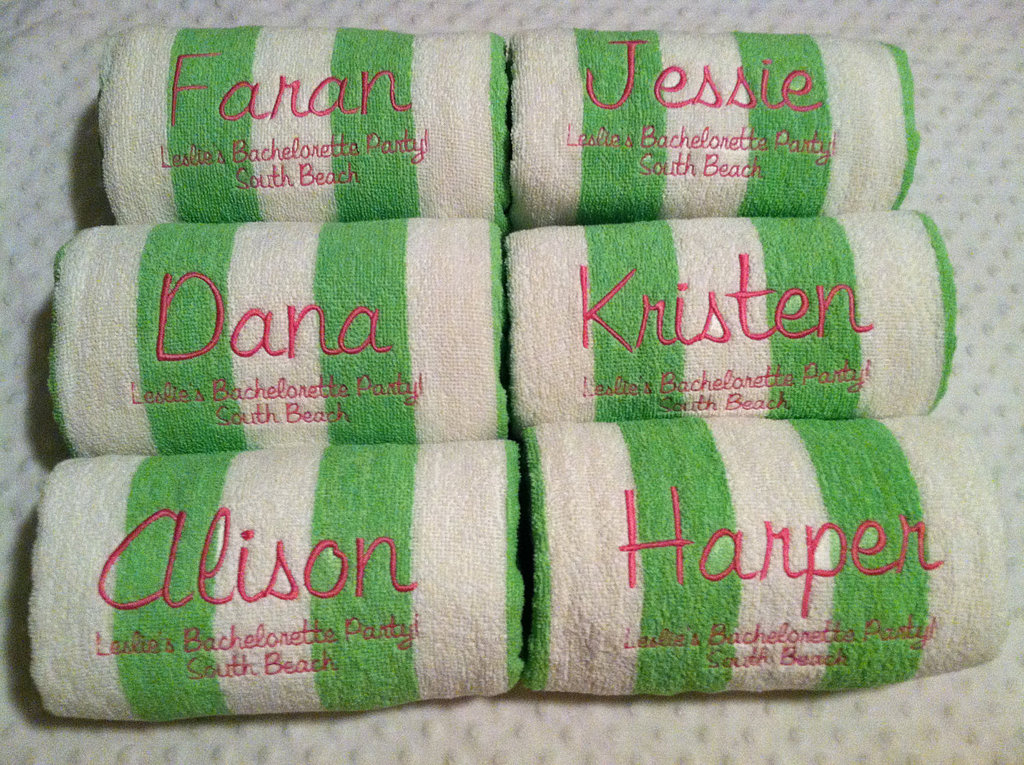 Faran
Leslie's Bachelorette Party!
South Beach
Jessie
Leslie's Bachelorette Party!
South Beach
Dana
Leslie's Bachelorette Party!
South Beach
Kristen
Leslie's Bachelorette Party!
South Beach
Alison
Leslie's Bachelorette Party!
South Beach
Harper
Leslie's Bachelorette Party!
South Beach